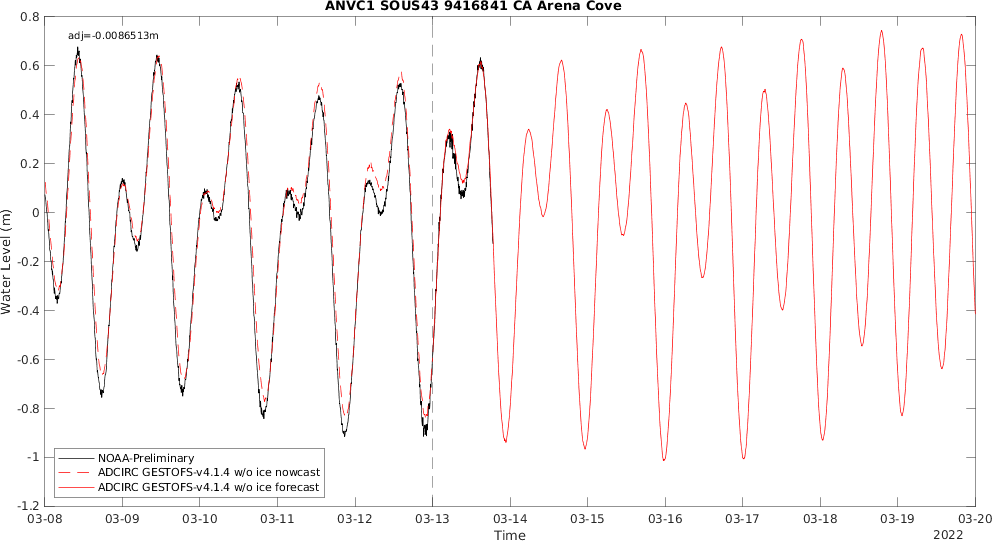 ANVC1 SOUS43 9416841 CA Arena Cove
adj=-0.0086513m
0.8
0.6
0.4
0.2
0
-0.2
-0.4
-0.6
-0.8
-1
-1.2
Water Level (m)
NOAA-Preliminary
ADCIRC GESTOFS-v4.1.4 w/o ice nowcast
ADCIRC GESTOFS-v4.1.4 w/o ice forecast
03-08 03-09 03-10 03-11 03-12 03-13 03-14 03-15 03-16 03-17 03-18 03-19 03-20
Time
2022